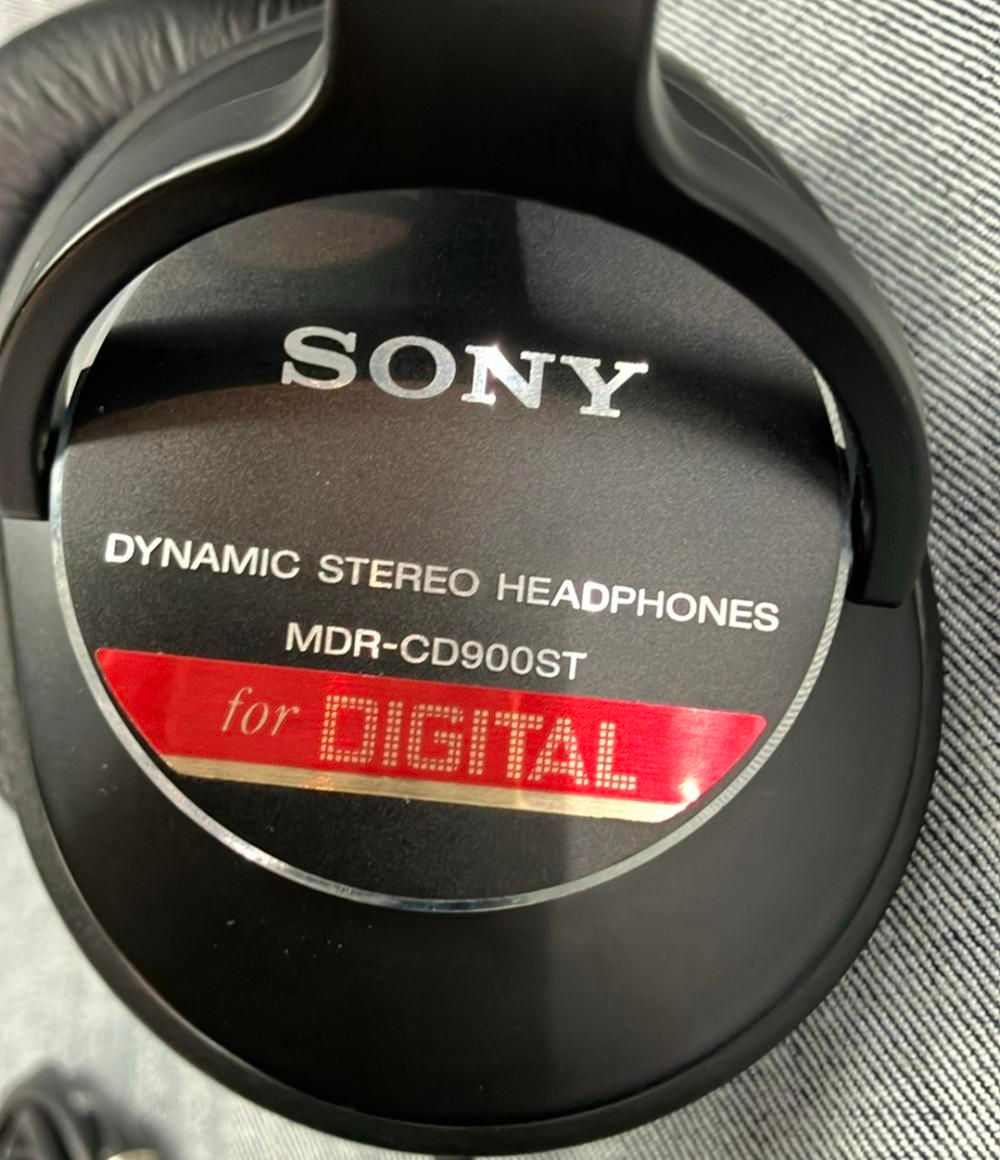 SONY
DYNAMIC STEREO HEADPHONES
MDR-CD900ST
for DIGITAL